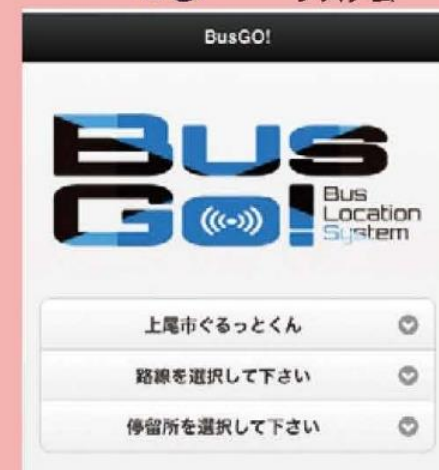 BusGO!
Bus
Go!
Bus
Location
System
上尾市ぐるっとくん
路線を選択して下さい
停留所を選択して下さい